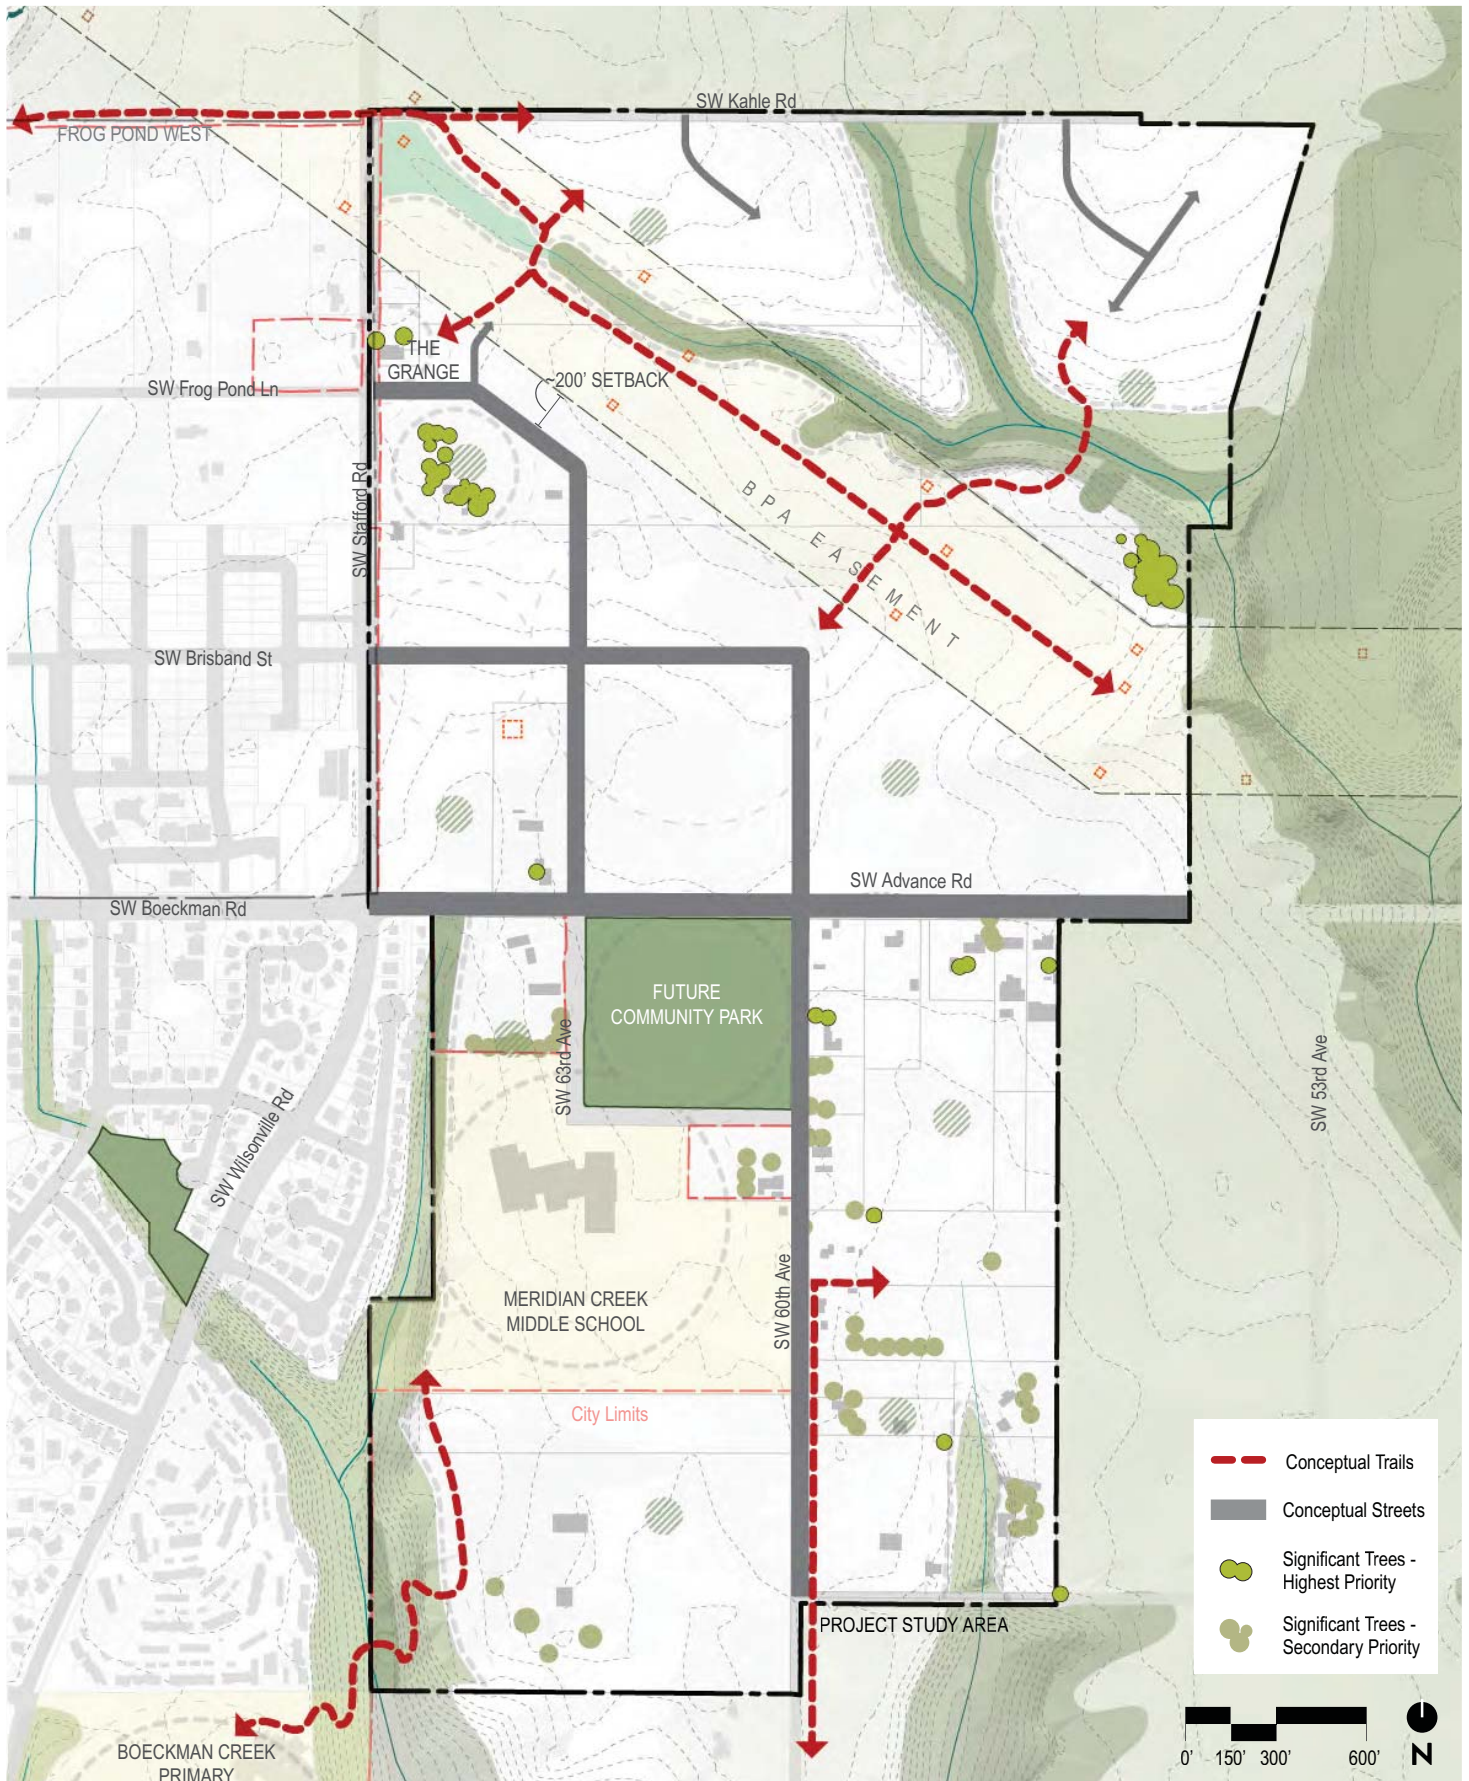 SW Kahle Rd
FROG POND WEST
THE
GRANGE
SW Frog Pond Ln
~200' SETBACK
SW Stafford Rd
BPA EASEMENT
SW Brisband St
SW Advance Rd
SW Boeckman Rd
FUTURE
COMMUNITY PARK
SW 63rd Ave
SW 53rd Ave
SW Wilsonville Rd
MERIDIAN CREEK
MIDDLE SCHOOL
SW 60th Ave
City Limits
Conceptual Trails
Conceptual Streets
Significant Trees -
Highest Priority
Significant Trees -
Secondary Priority
PROJECT STUDY AREA
BOECKMAN CREEK
PRIMARY
0' 150' 300' 600'
N